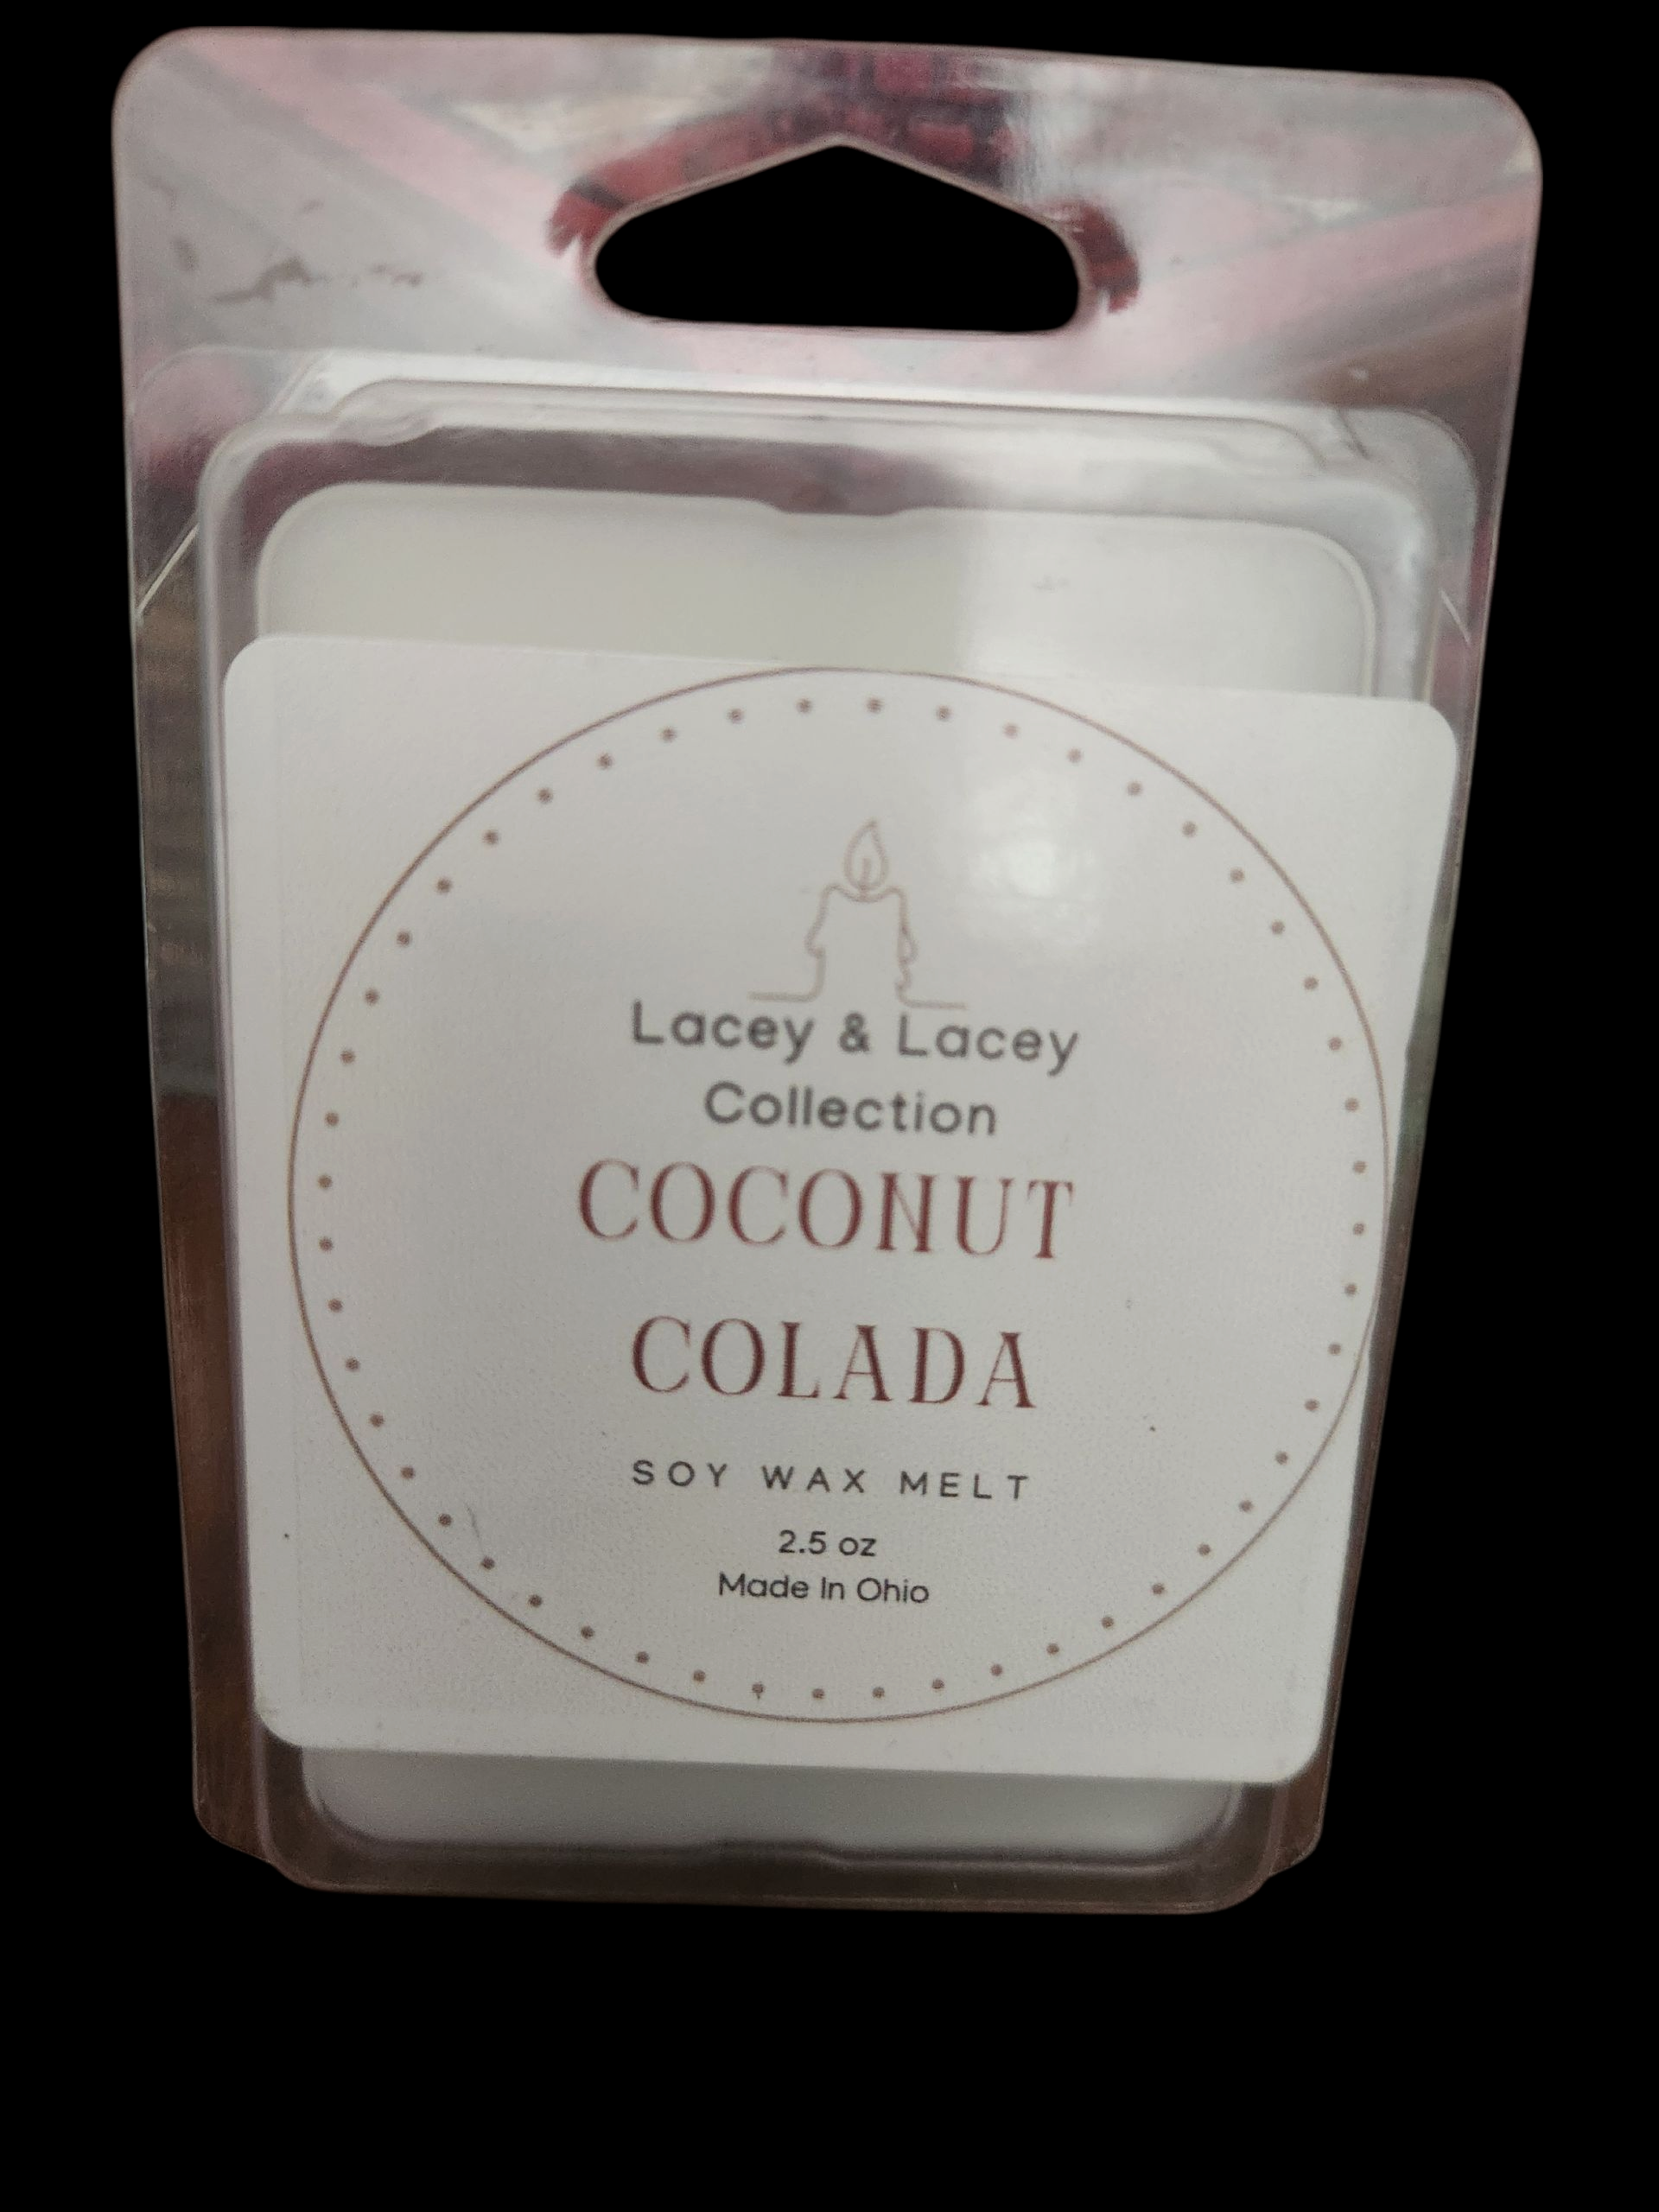 Lacey & Lacey
Collection
COCONUT
COLADA
SOY WAX MELT
2.5 oz
Made In Ohio